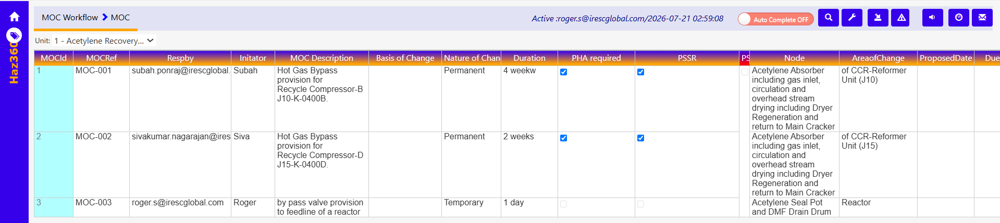 MOC Workflow MOC
Active :roger.s@irescglobal.com/2026-07-21 02:59:08
Auto Complete OFF
Haz360
Unit: 1 - Acetylene Recovery...
MOCId MOCRef Respby Initator MOC Description Basis of Change Nature of Chan Duration PHA required PSSR PS Node AreaofChange ProposedDate Due
1 MOC-001 subah.ponraj@irescglobal. Subah Hot Gas Bypass Permanent 4 weekw Acetylene Absorber of CCR-Reformer
provision for including gas inlet, Unit (J10)
Recycle Compressor-B circulation and
J10-K-0400B. overhead stream
drying including Dryer
Regeneration and
return to Main Cracker
2 MOC-002 sivakumar.nagarajan@ires Siva Hot Gas Bypass Permanent 2 weeks Acetylene Absorber of CCR-Reformer
provision for including gas inlet, Unit (J15)
Recycle Compressor-D circulation and
J15-K-0400D. overhead stream
drying including Dryer
Regeneration and
return to Main Cracker
3 MOC-003 roger.s@irescglobal.com Roger by pass valve provision Temporary 1 day Acetylene Seal Pot Reactor
to feedline of a reactor and DMF Drain Drum